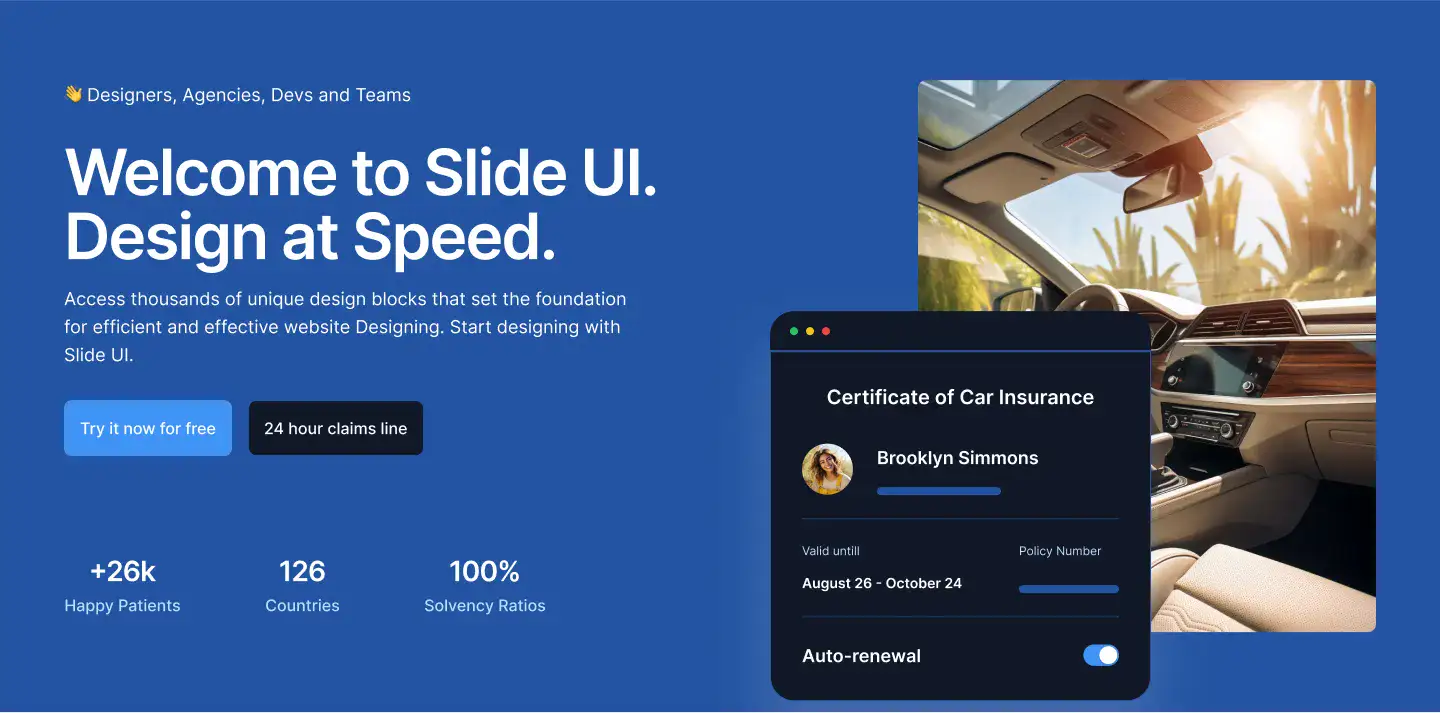 👋 Designers, Agencies, Devs and Teams
Welcome to Slide UI.
Design at Speed.
Access thousands of unique design blocks that set the foundation
for efficient and effective website Designing. Start designing with
Slide UI.
Try it now for free
24 hour claims line
+26k
Happy Patients
126
Countries
100%
Solvency Ratios
Certificate of Car Insurance
Brooklyn Simmons
Valid untill
August 26 - October 24
Policy Number
Auto-renewal